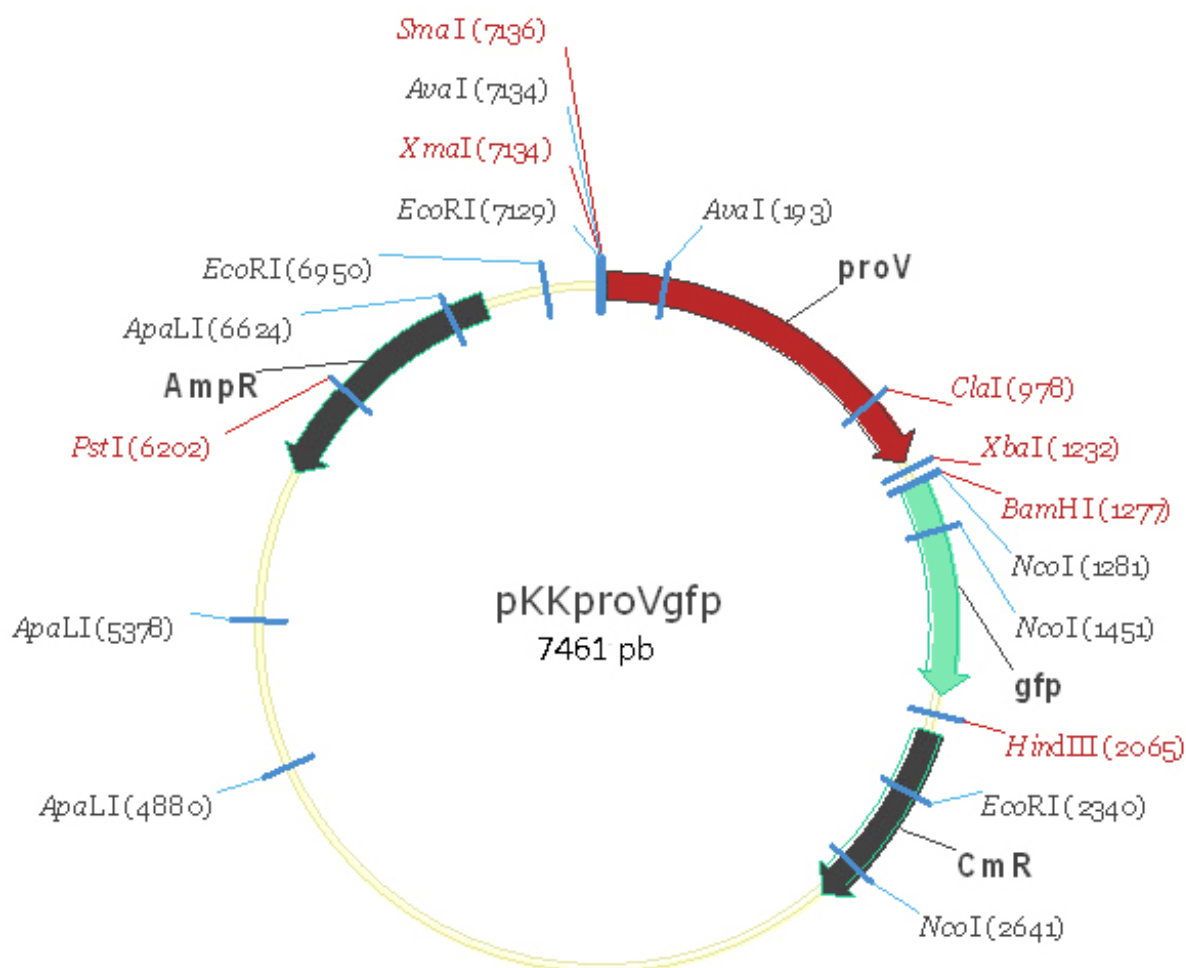 SmaI(7136)
AvaI(7134)
XmaI(7134)
EcoRI(7129)
AvaI(193)
EcoRI(6950)
proV
ApaLI(6624)
AmpR
ClaI(978)
PstI(6202)
XbaI(1232)
BamHI(1277)
NcoI(1281)
pKKproVgfp
7461 pb
ApaLI(5378)
NcoI(1451)
gfp
HindIII(2065)
ApaLI(4880)
EcoRI(2340)
CmR
NcoI(2641)